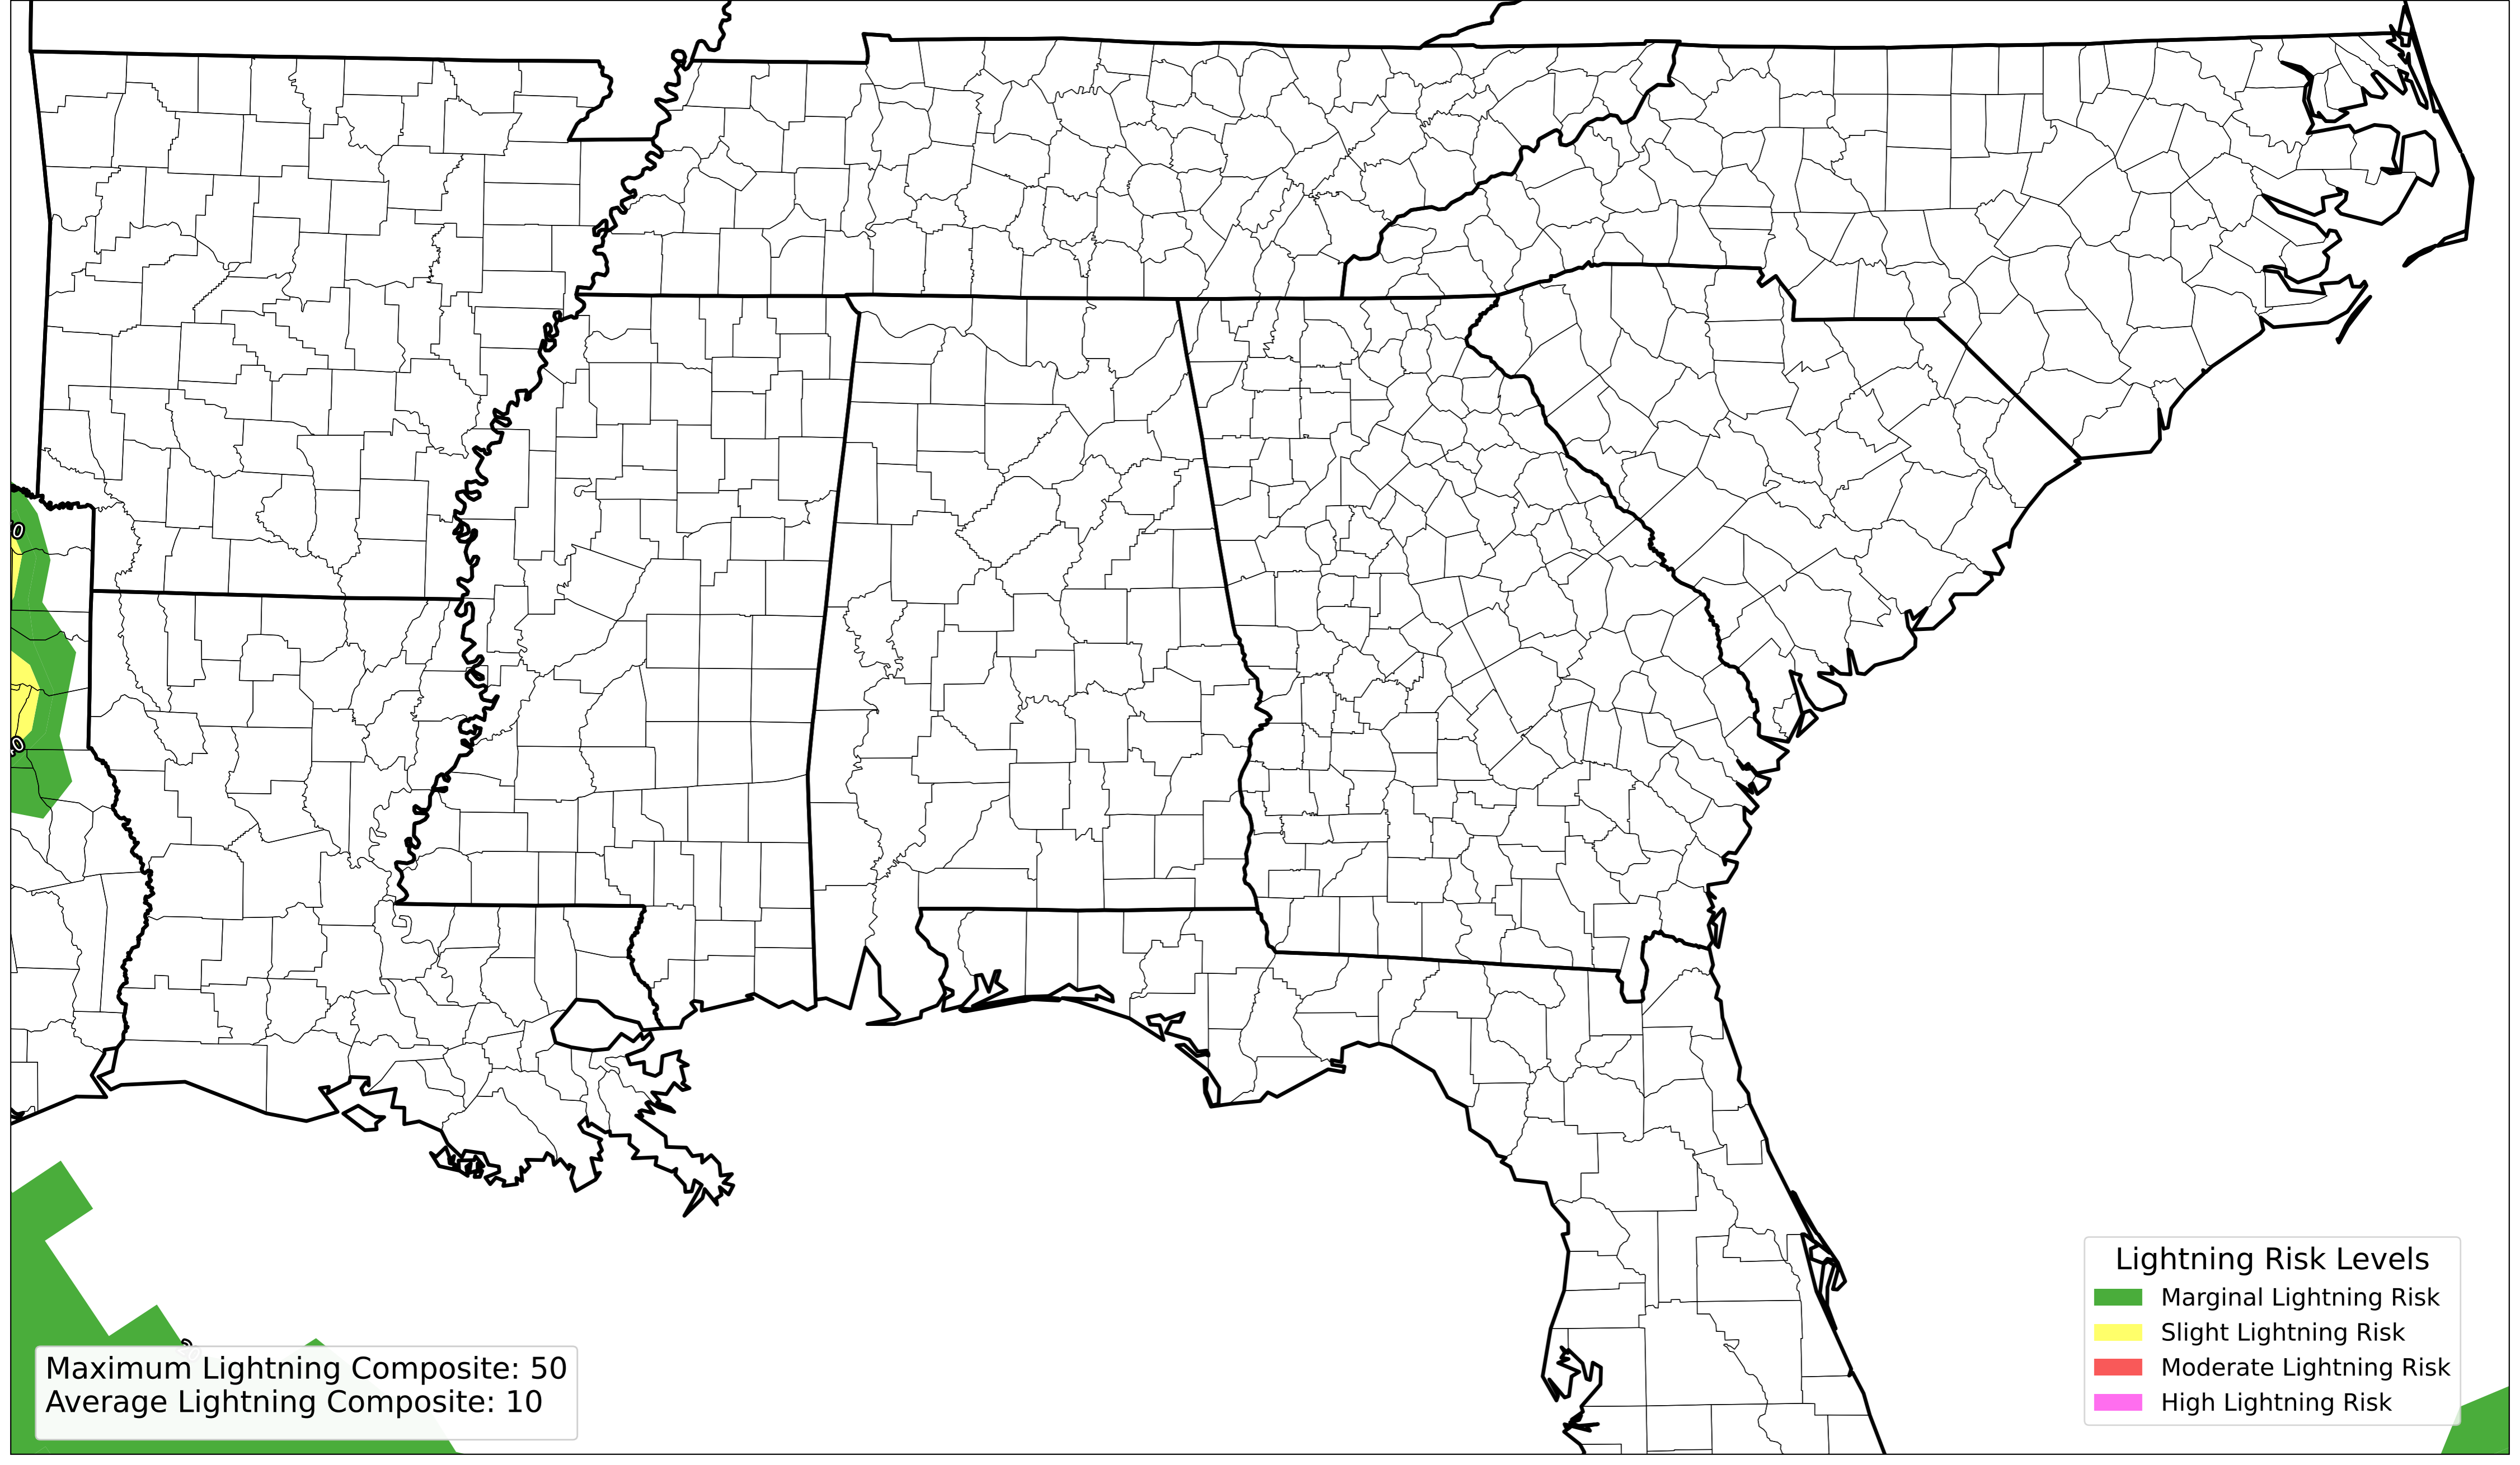 Lightning Risk Levels
Marginal Lightning Risk
Slight Lightning Risk
Moderate Lightning Risk
High Lightning Risk
Maximum Lightning Composite: 50
Average Lightning Composite: 10